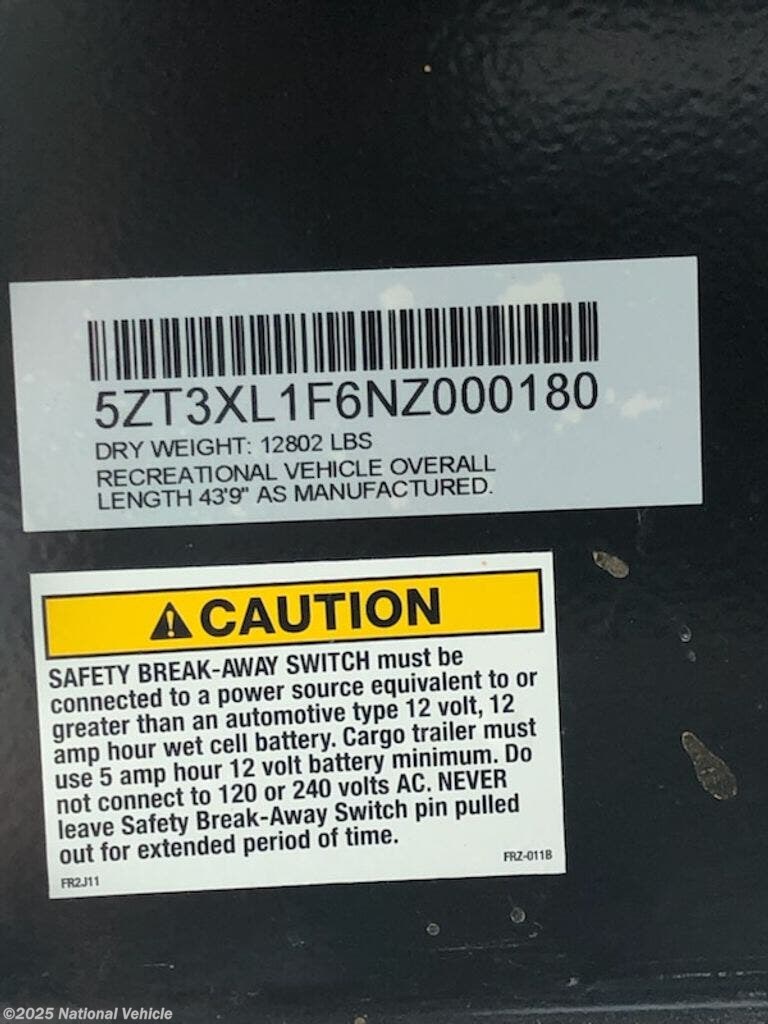 5ZT3XL1F6NZ000180
DRY WEIGHT: 12802 LBS
RECREATIONAL VEHICLE OVERALL
LENGTH 43'9" AS MANUFACTURED.
CAUTION
SAFETY BREAK-AWAY SWITCH must be
connected to a power source equivalent to or
greater than an automotive type 12 volt, 12
amp hour wet cell battery. Cargo trailer must
use 5 amp hour 12 volt battery minimum. Do
not connect to 120 or 240 volts AC. NEVER
leave Safety Break-Away Switch pin pulled
out for extended period of time.
FR2J11
FRZ-011B
©2025 National Vehicle